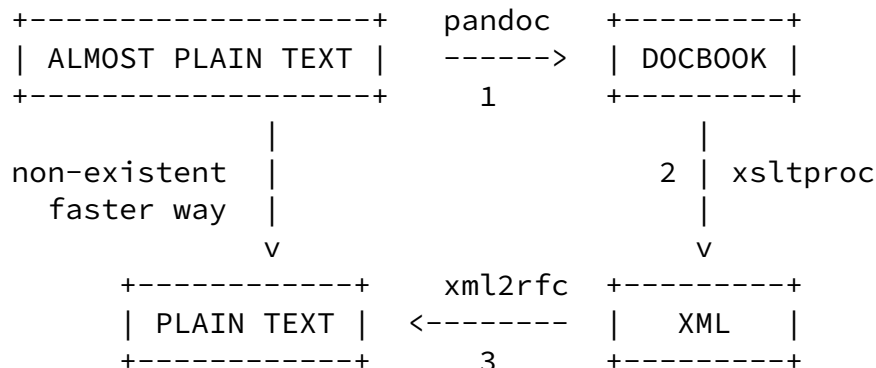 +-------------------+   pandoc   +---------+
| ALMOST PLAIN TEXT |   ------>  | DOCBOOK |
+-------------------+     1      +---------+
              |                       |
non-existent  |                     2 | xsltproc
  faster way  |                       |
              v                       v
      +------------+    xml2rfc  +---------+
      | PLAIN TEXT |  <--------  |   XML   |
      +------------+      3      +---------+